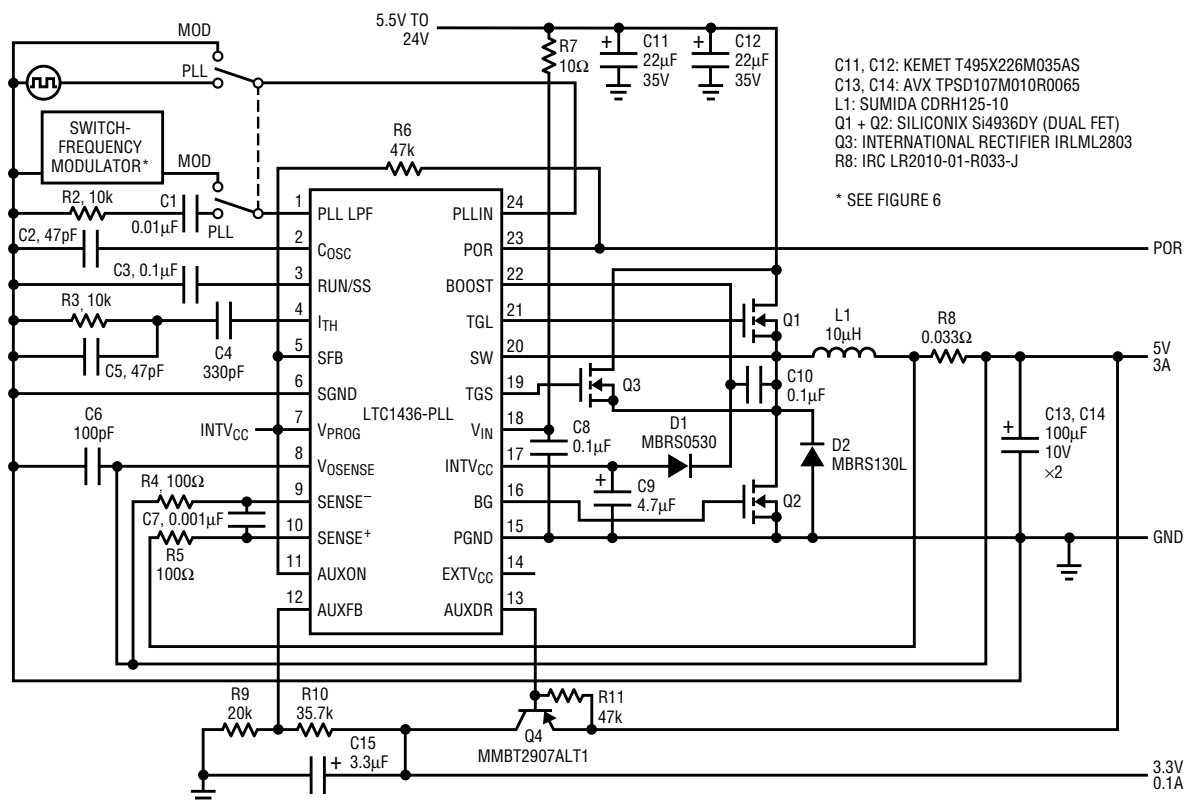 MOD
PLL
5.5V TO
24V
R7
10Ω
+
C11
22µF
35V
+
C12
22µF
35V
C11, C12: KEMET T495X226M035AS
C13, C14: AVX TPSD107M010R0065
L1: SUMIDA CDRH125-10
Q1 + Q2: SILICONIX Si4936DY (DUAL FET)
Q3: INTERNATIONAL RECTIFIER IRLML2803
R8: IRC LR2010-01-R033-J
* SEE FIGURE 6
SWITCH-
FREQUENCY
MODULATOR*
MOD
PLL
R6
47k
R2, 10k
C1
0.01µF
C2, 47pF
C3, 0.1µF
R3, 10k
C4
330pF
C5, 47pF
C6
100pF
INTVCC
R4, 100Ω
C7, 0.001µF
R5
100Ω
LTC1436-PLL
1 PLL LPF
2 COSC
3 RUN/SS
4 ITH
5 SFB
6 SGND
7 VPROG
8 VOSENSE
9 SENSE−
10 SENSE+
11 AUXON
12 AUXFB
24 PLLIN
23 POR
22 BOOST
21 TGL
20 SW
19 TGS
18 VIN
17 INTVCC
16 BG
15 PGND
14 EXTVCC
13 AUXDR
POR
Q1
L1
10µH
R8
0.033Ω
5V
3A
Q3
C10
0.1µF
C8
0.1µF
D1
MBRS0530
D2
MBRS130L
+
C9
4.7µF
Q2
+
C13, C14
100µF
10V
×2
GND
R9
20k
R10
35.7k
R11
47k
Q4
MMBT2907ALT1
C15
3.3µF
+
3.3V
0.1A